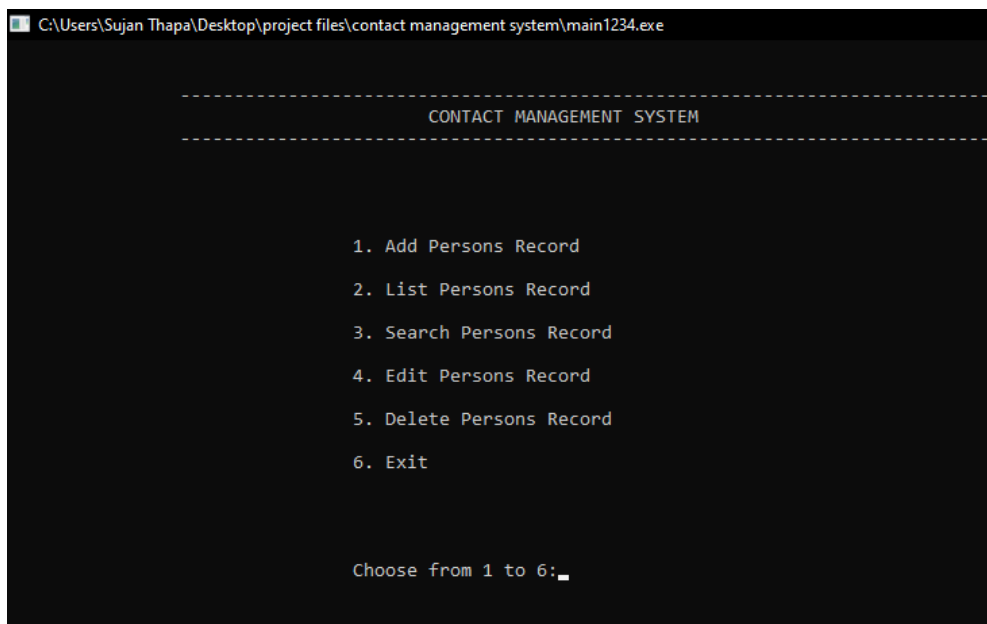 C:\Users\Sujan Thapa\Desktop\project files\contact management system\main1234.exe
--------------------------------------------------------------------------------
CONTACT MANAGEMENT SYSTEM
--------------------------------------------------------------------------------
1. Add Persons Record
2. List Persons Record
3. Search Persons Record
4. Edit Persons Record
5. Delete Persons Record
6. Exit
Choose from 1 to 6: